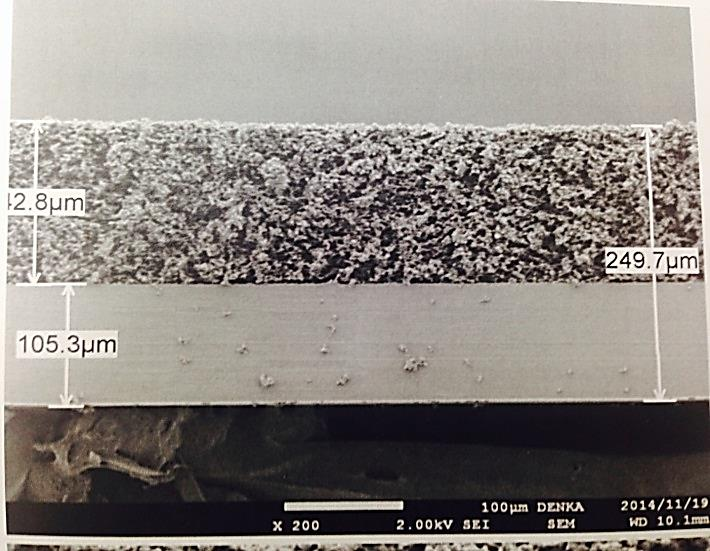 42.8μm
249.7μm
105.3μm
100μm DENKA 2014/11/19
X 200 2.00kV SEI SEM WD 10.1mm